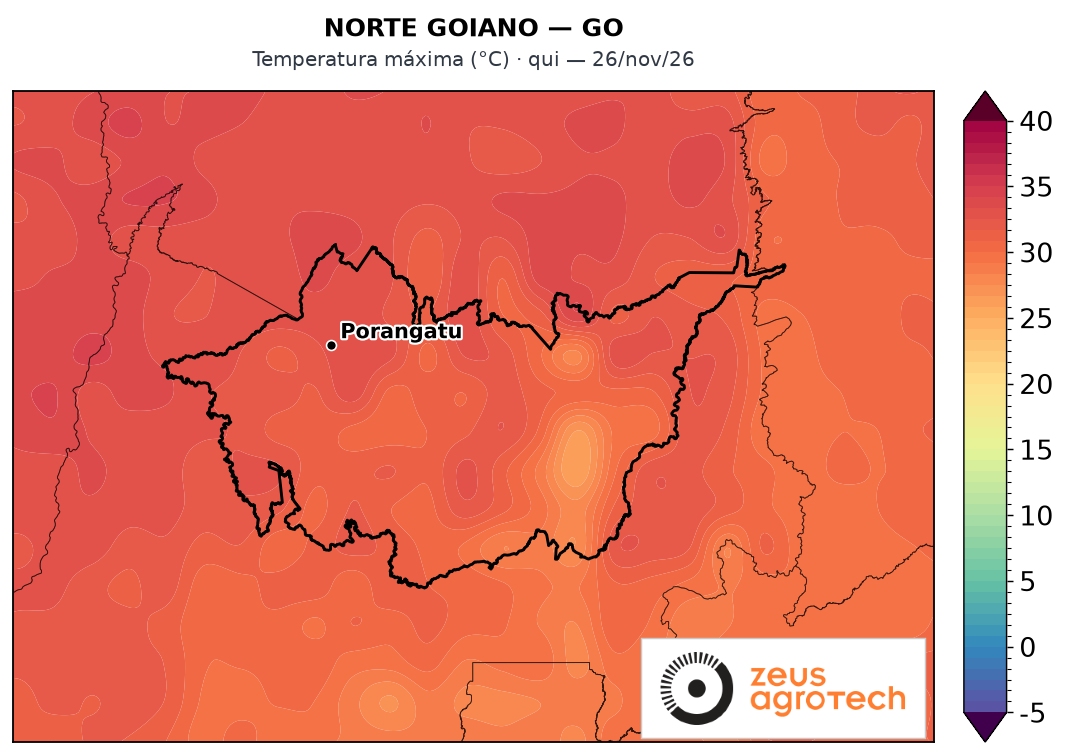 NORTE GOIANO — GO
Temperatura máxima (°C) · qui — 26/nov/26
Porangatu
40
35
30
25
20
15
10
5
0
-5
zeus
agrotech